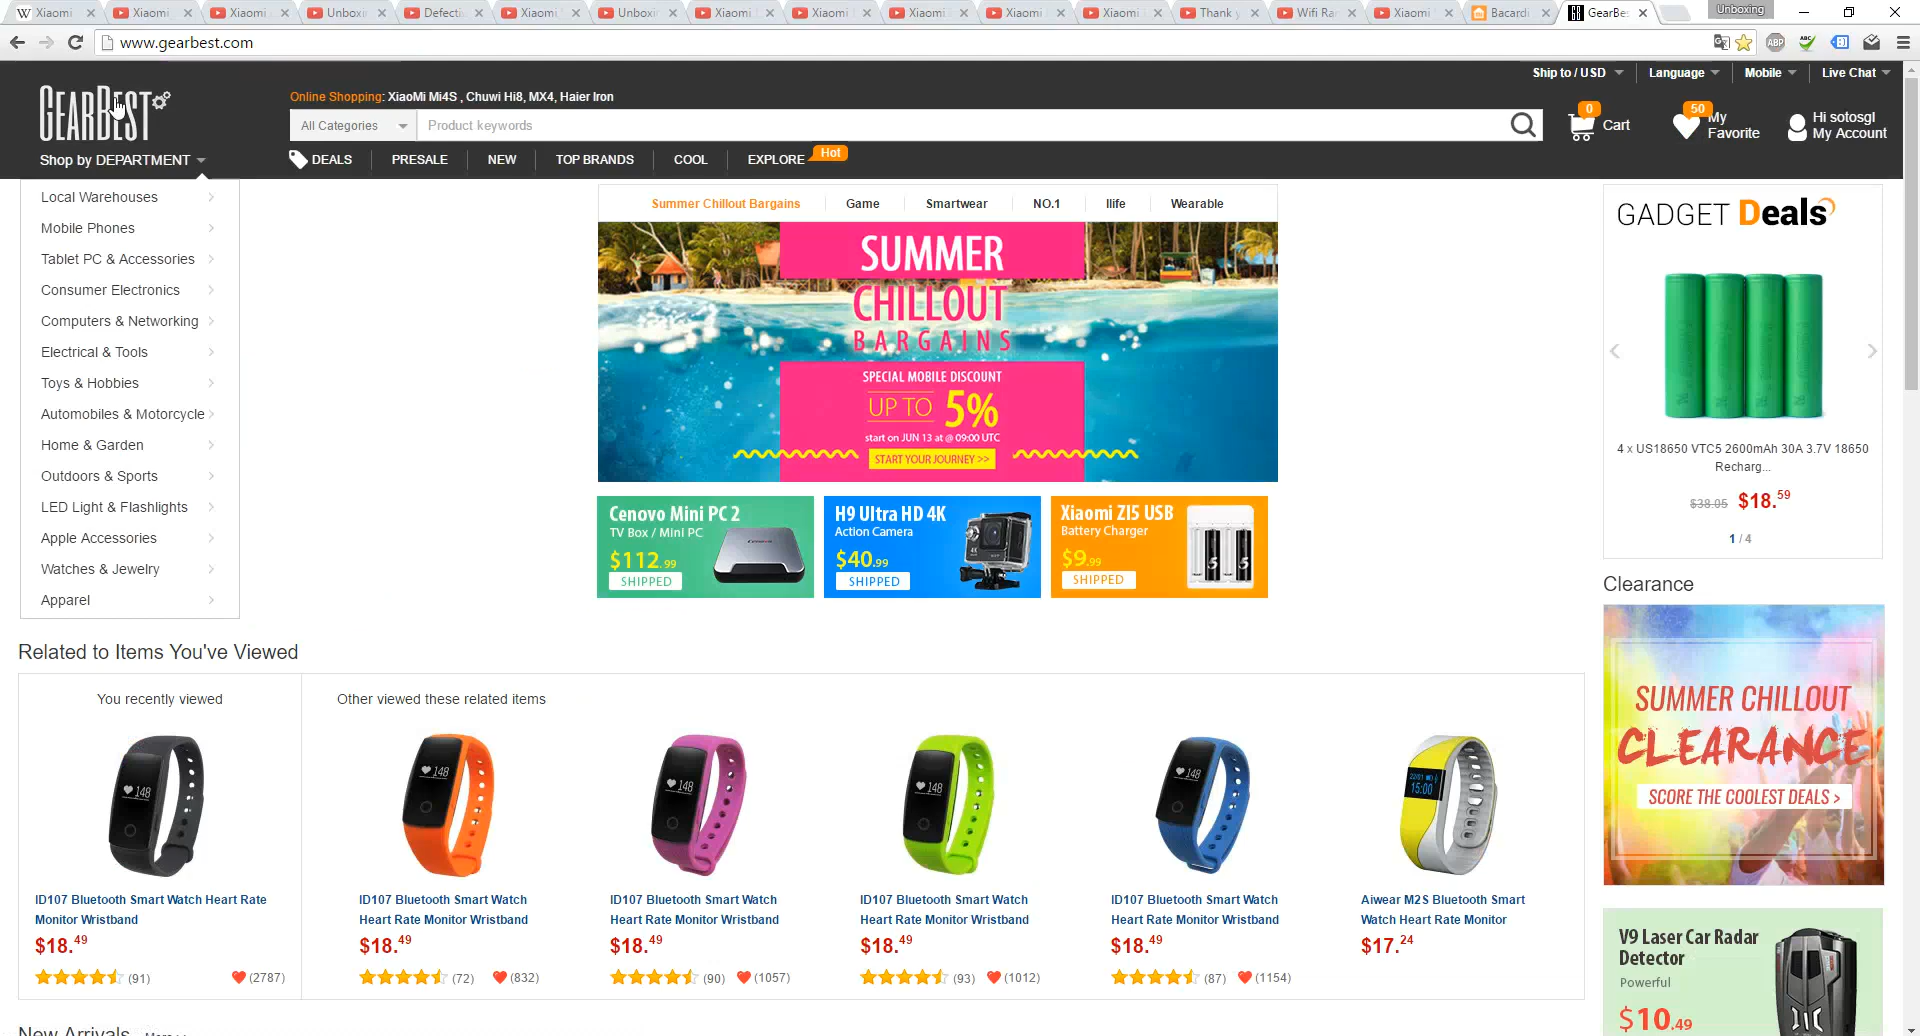 Xiaomi
Xiaomi
Xiaomi
Unboxi
Defecti
Xiaomi
Unboxi
Xiaomi
Xiaomi
Xiaomi
Xiaomi
Xiaomi
Thank y
Wifi Ra
Xiaomi
Bacardi
GearBe
Unboxing
www.gearbest.com
Ship to / USD
Language
Mobile
Live Chat
GEARBEST
Online Shopping: XiaoMi Mi4S , Chuwi Hi8, MX4, Haier Iron
All Categories
Product keywords
0
Cart
50
My
Favorite
Hi sotosgl
My Account
Shop by DEPARTMENT
DEALS
PRESALE
NEW
TOP BRANDS
COOL
EXPLORE
Hot
Local Warehouses
Mobile Phones
Tablet PC & Accessories
Consumer Electronics
Computers & Networking
Electrical & Tools
Toys & Hobbies
Automobiles & Motorcycle
Home & Garden
Outdoors & Sports
LED Light & Flashlights
Apple Accessories
Watches & Jewelry
Apparel
Summer Chillout Bargains
Game
Smartwear
NO.1
Ilife
Wearable
SUMMER
CHILLOUT
BARGAINS
SPECIAL MOBILE DISCOUNT
UP TO 5%
start on JUN 13 at @ 09:00 UTC
START YOUR JOURNEY >>
Cenovo Mini PC 2
TV Box / Mini PC
$112.99
SHIPPED
H9 Ultra HD 4K
Action Camera
$40.99
SHIPPED
Xiaomi ZI5 USB
Battery Charger
$9.99
SHIPPED
GADGET Deals
4 x US18650 VTC5 2600mAh 30A 3.7V 18650
Recharg...
$38.05 $18.59
1 / 4
Clearance
SUMMER CHILLOUT
CLEARANCE
SCORE THE COOLEST DEALS >
V9 Laser Car Radar
Detector
Powerful
$10.49
Related to Items You've Viewed
You recently viewed
Other viewed these related items
ID107 Bluetooth Smart Watch Heart Rate
Monitor Wristband
$18.49
(91)
(2787)
ID107 Bluetooth Smart Watch
Heart Rate Monitor Wristband
$18.49
(72)
(832)
ID107 Bluetooth Smart Watch
Heart Rate Monitor Wristband
$18.49
(90)
(1057)
ID107 Bluetooth Smart Watch
Heart Rate Monitor Wristband
$18.49
(93)
(1012)
ID107 Bluetooth Smart Watch
Heart Rate Monitor Wristband
$18.49
(87)
(1154)
Aiwear M2S Bluetooth Smart
Watch Heart Rate Monitor
$17.24
New Arrivals